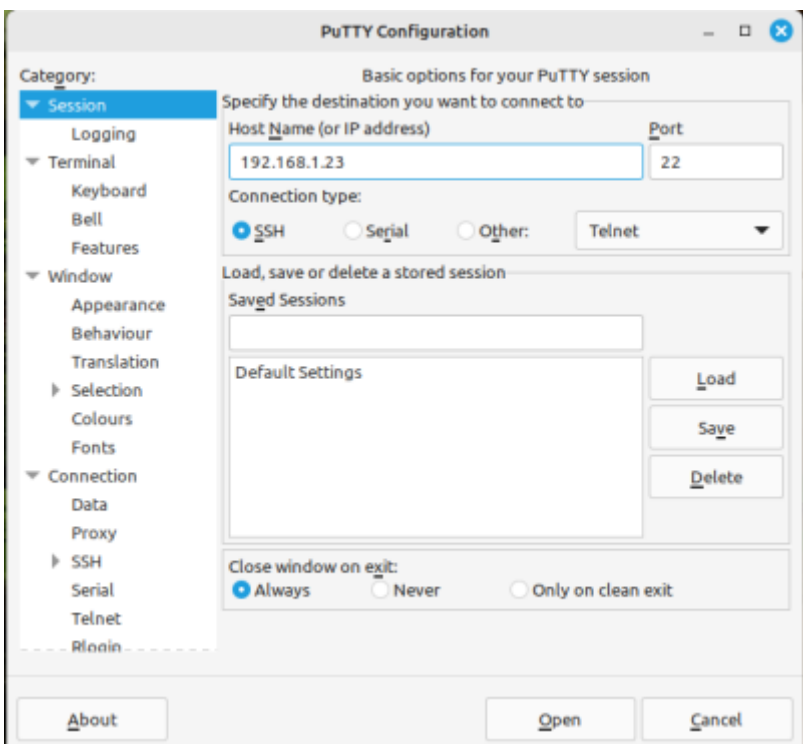 PuTTY Configuration
Category:
Session
Logging
Terminal
Keyboard
Bell
Features
Window
Appearance
Behaviour
Translation
Selection
Colours
Fonts
Connection
Data
Proxy
SSH
Serial
Telnet
Rlogin
Basic options for your PuTTY session
Specify the destination you want to connect to
Host Name (or IP address) Port
192.168.1.23 22
Connection type:
SSH Serial Other: Telnet
Load, save or delete a stored session
Saved Sessions
Default Settings
Load
Save
Delete
Close window on exit:
Always Never Only on clean exit
About Open Cancel